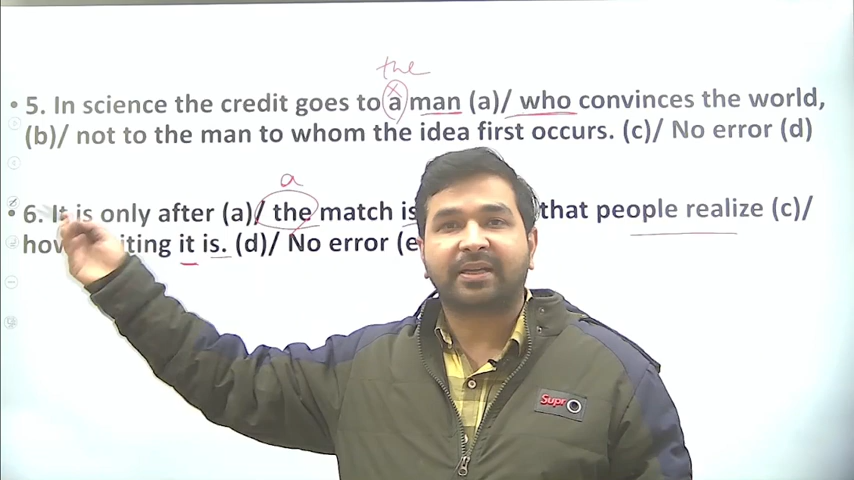 the
• 5. In science the credit goes to a man (a)/ who convinces the world,
(b)/ not to the man to whom the idea first occurs. (c)/ No error (d)
a
• 6. It is only after (a)/ the match is that people realize (c)/
it is. (d)/ No error (e
Supr